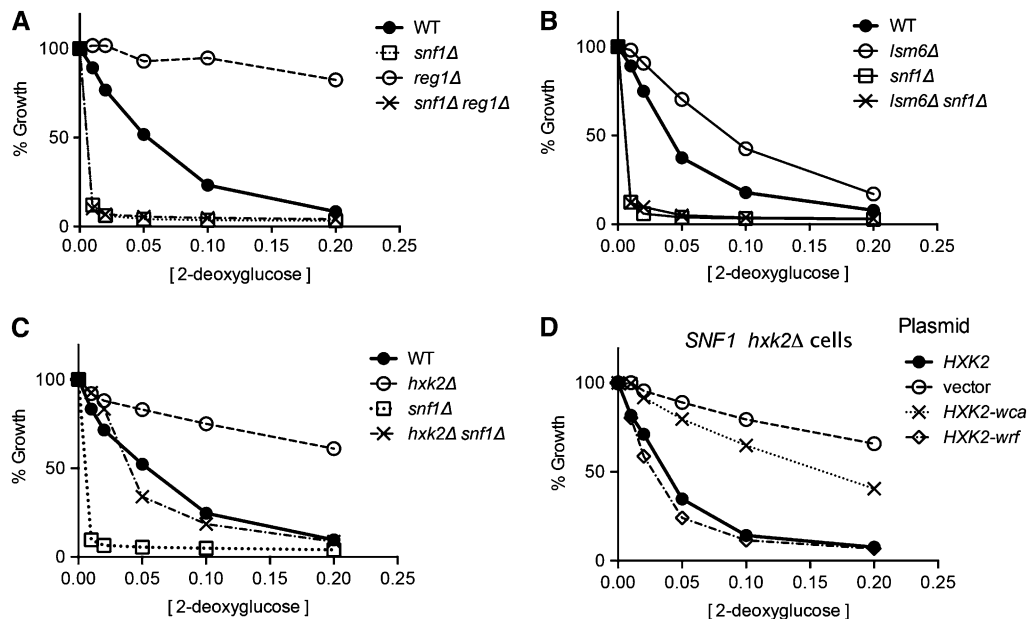 A
WT
snf1Δ
reg1Δ
snf1Δ reg1Δ
% Growth
100
50
0
0.00 0.05 0.10 0.15 0.20 0.25
[ 2-deoxyglucose ]
B
WT
lsm6Δ
snf1Δ
lsm6Δ snf1Δ
% Growth
100
50
0
0.00 0.05 0.10 0.15 0.20 0.25
[ 2-deoxyglucose ]
C
WT
hxk2Δ
snf1Δ
hxk2Δ snf1Δ
% Growth
100
50
0
0.00 0.05 0.10 0.15 0.20 0.25
[ 2-deoxyglucose ]
D
SNF1 hxk2Δ cells
Plasmid
HXK2
vector
HXK2-wca
HXK2-wrf
% Growth
100
50
0
0.00 0.05 0.10 0.15 0.20 0.25
[ 2-deoxyglucose ]